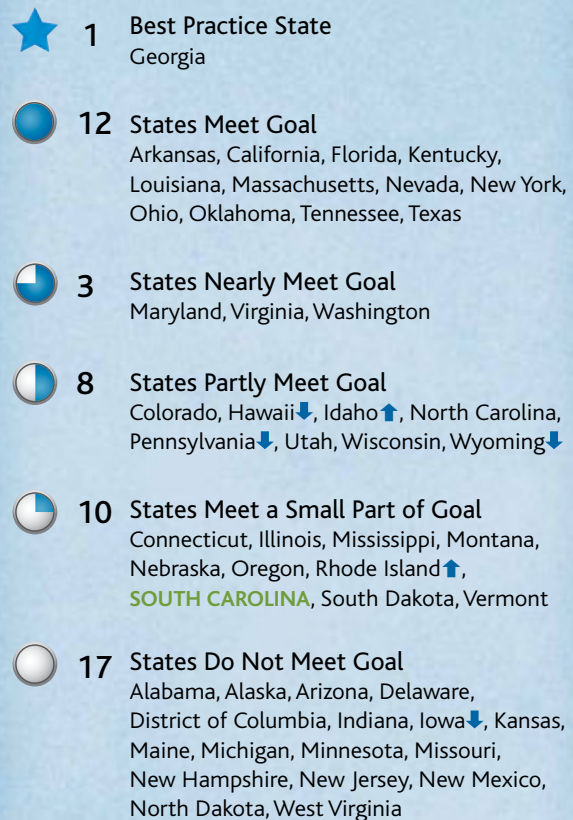 1 Best Practice State
Georgia
12 States Meet Goal
Arkansas, California, Florida, Kentucky,
Louisiana, Massachusetts, Nevada, New York,
Ohio, Oklahoma, Tennessee, Texas
3 States Nearly Meet Goal
Maryland, Virginia, Washington
8 States Partly Meet Goal
Colorado, Hawaii⬇, Idaho⬆, North Carolina,
Pennsylvania⬇, Utah, Wisconsin, Wyoming⬇
10 States Meet a Small Part of Goal
Connecticut, Illinois, Mississippi, Montana,
Nebraska, Oregon, Rhode Island⬆,
SOUTH CAROLINA, South Dakota, Vermont
17 States Do Not Meet Goal
Alabama, Alaska, Arizona, Delaware,
District of Columbia, Indiana, Iowa⬇, Kansas,
Maine, Michigan, Minnesota, Missouri,
New Hampshire, New Jersey, New Mexico,
North Dakota, West Virginia